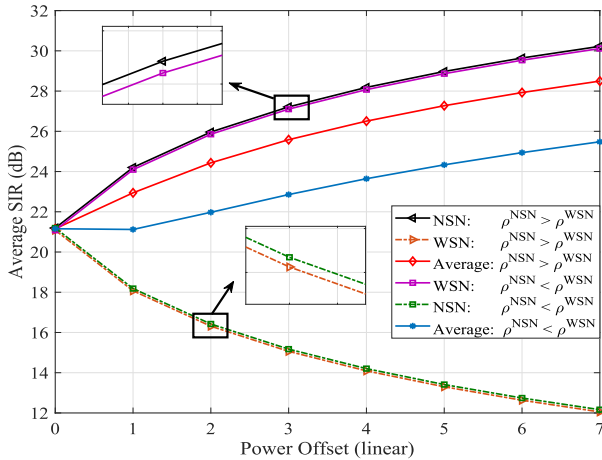 32
30
28
26
24
22
20
18
16
14
12
Average SIR (dB)
NSN: ρ^NSN > ρ^WSN
WSN: ρ^NSN > ρ^WSN
Average: ρ^NSN > ρ^WSN
WSN: ρ^NSN < ρ^WSN
NSN: ρ^NSN < ρ^WSN
Average: ρ^NSN < ρ^WSN
0 1 2 3 4 5 6 7
Power Offset (linear)